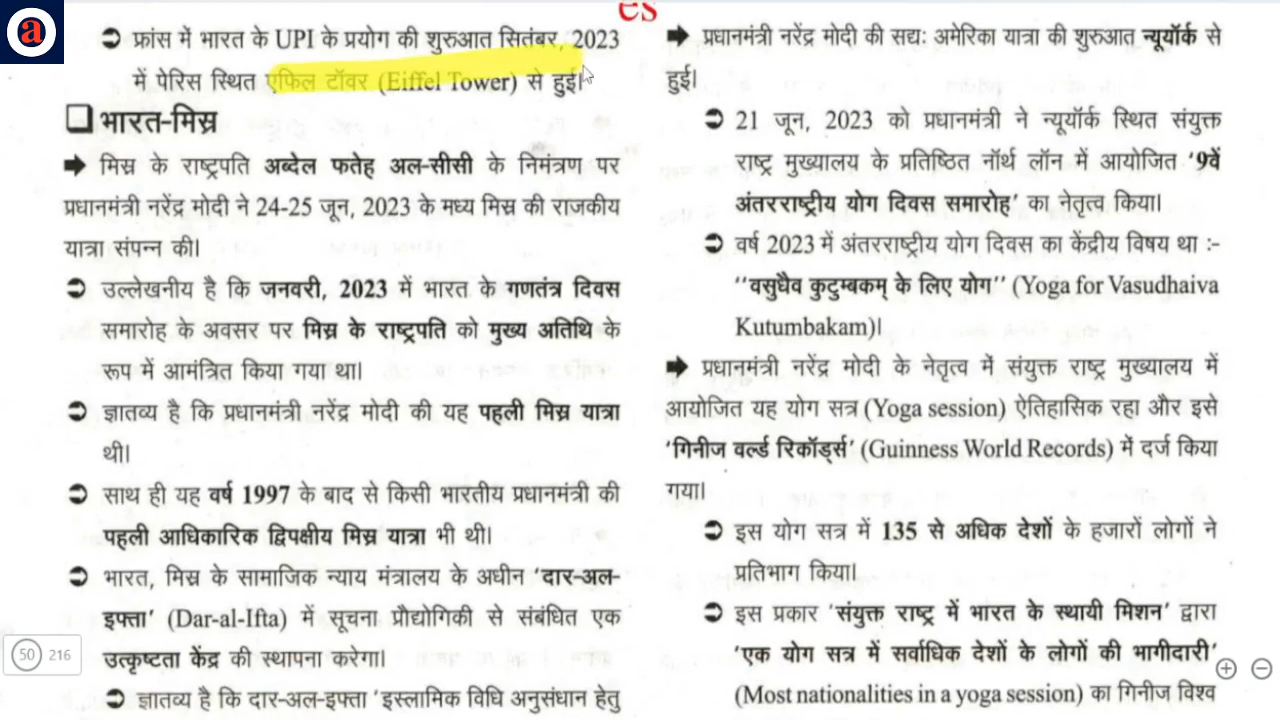 a
es
➲ फ्रांस में भारत के UPI के प्रयोग की शुरुआत सितंबर, 2023
में पेरिस स्थित एफिल टॉवर (Eiffel Tower) से हुई।
❑ भारत-मिस्र
➡ मिस्र के राष्ट्रपति अब्देल फतेह अल-सीसी के निमंत्रण पर
प्रधानमंत्री नरेंद्र मोदी ने 24-25 जून, 2023 के मध्य मिस्र की राजकीय
यात्रा संपन्न की।
➲ उल्लेखनीय है कि जनवरी, 2023 में भारत के गणतंत्र दिवस
समारोह के अवसर पर मिस्र के राष्ट्रपति को मुख्य अतिथि के
रूप में आमंत्रित किया गया था।
➲ ज्ञातव्य है कि प्रधानमंत्री नरेंद्र मोदी की यह पहली मिस्र यात्रा
थी।
➲ साथ ही यह वर्ष 1997 के बाद से किसी भारतीय प्रधानमंत्री की
पहली आधिकारिक द्विपक्षीय मिस्र यात्रा भी थी।
➲ भारत, मिस्र के सामाजिक न्याय मंत्रालय के अधीन ‘दार-अल-
इफ्ता’ (Dar-al-Ifta) में सूचना प्रौद्योगिकी से संबंधित एक
उत्कृष्टता केंद्र की स्थापना करेगा।
➲ ज्ञातव्य है कि दार-अल-इफ्ता ‘इस्लामिक विधि अनुसंधान हेतु
50 216
➡ प्रधानमंत्री नरेंद्र मोदी की सद्य: अमेरिका यात्रा की शुरुआत न्यूयॉर्क से
हुई।
➲ 21 जून, 2023 को प्रधानमंत्री ने न्यूयॉर्क स्थित संयुक्त
राष्ट्र मुख्यालय के प्रतिष्ठित नॉर्थ लॉन में आयोजित ‘9वें
अंतरराष्ट्रीय योग दिवस समारोह’ का नेतृत्व किया।
➲ वर्ष 2023 में अंतरराष्ट्रीय योग दिवस का केंद्रीय विषय था :-
‘‘वसुधैव कुटुम्बकम् के लिए योग’’ (Yoga for Vasudhaiva
Kutumbakam)।
➡ प्रधानमंत्री नरेंद्र मोदी के नेतृत्व में संयुक्त राष्ट्र मुख्यालय में
आयोजित यह योग सत्र (Yoga session) ऐतिहासिक रहा और इसे
‘गिनीज वर्ल्ड रिकॉर्ड्स’ (Guinness World Records) में दर्ज किया
गया।
➲ इस योग सत्र में 135 से अधिक देशों के हजारों लोगों ने
प्रतिभाग किया।
➲ इस प्रकार ‘संयुक्त राष्ट्र में भारत के स्थायी मिशन’ द्वारा
‘एक योग सत्र में सर्वाधिक देशों के लोगों की भागीदारी’
(Most nationalities in a yoga session) का गिनीज विश्व